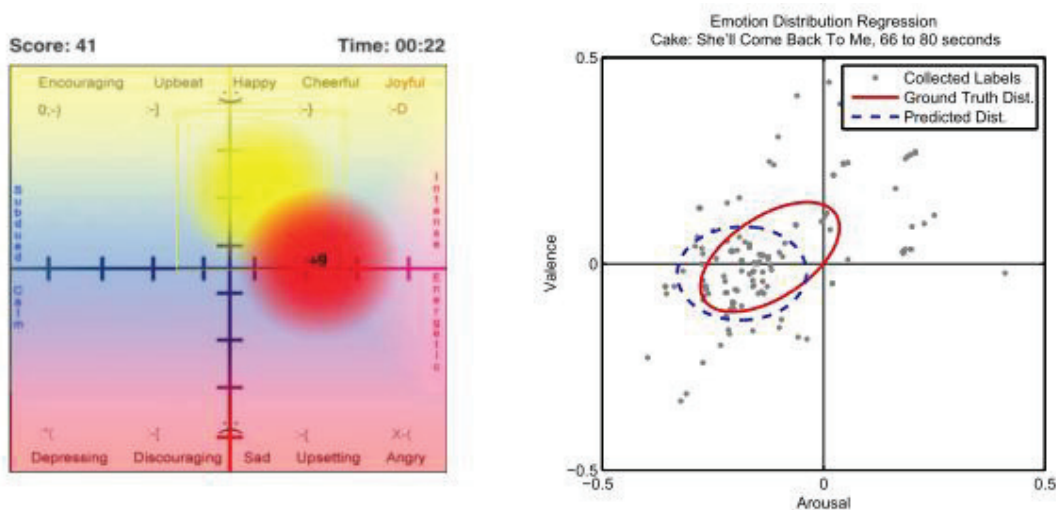 Score: 41 Time: 00:22
Encouraging Upbeat Happy Cheerful Joyful
0;-) :-} :-D
Subdued
Intense
Calm
Energetic
+9
:-[ :-{ X-(
Depressing Discouraging Sad Upsetting Angry
Emotion Distribution Regression
Cake: She'll Come Back To Me, 66 to 80 seconds
Collected Labels
Ground Truth Dist.
Predicted Dist.
Valence
0.5
0
−0.5
−0.5 0 0.5
Arousal